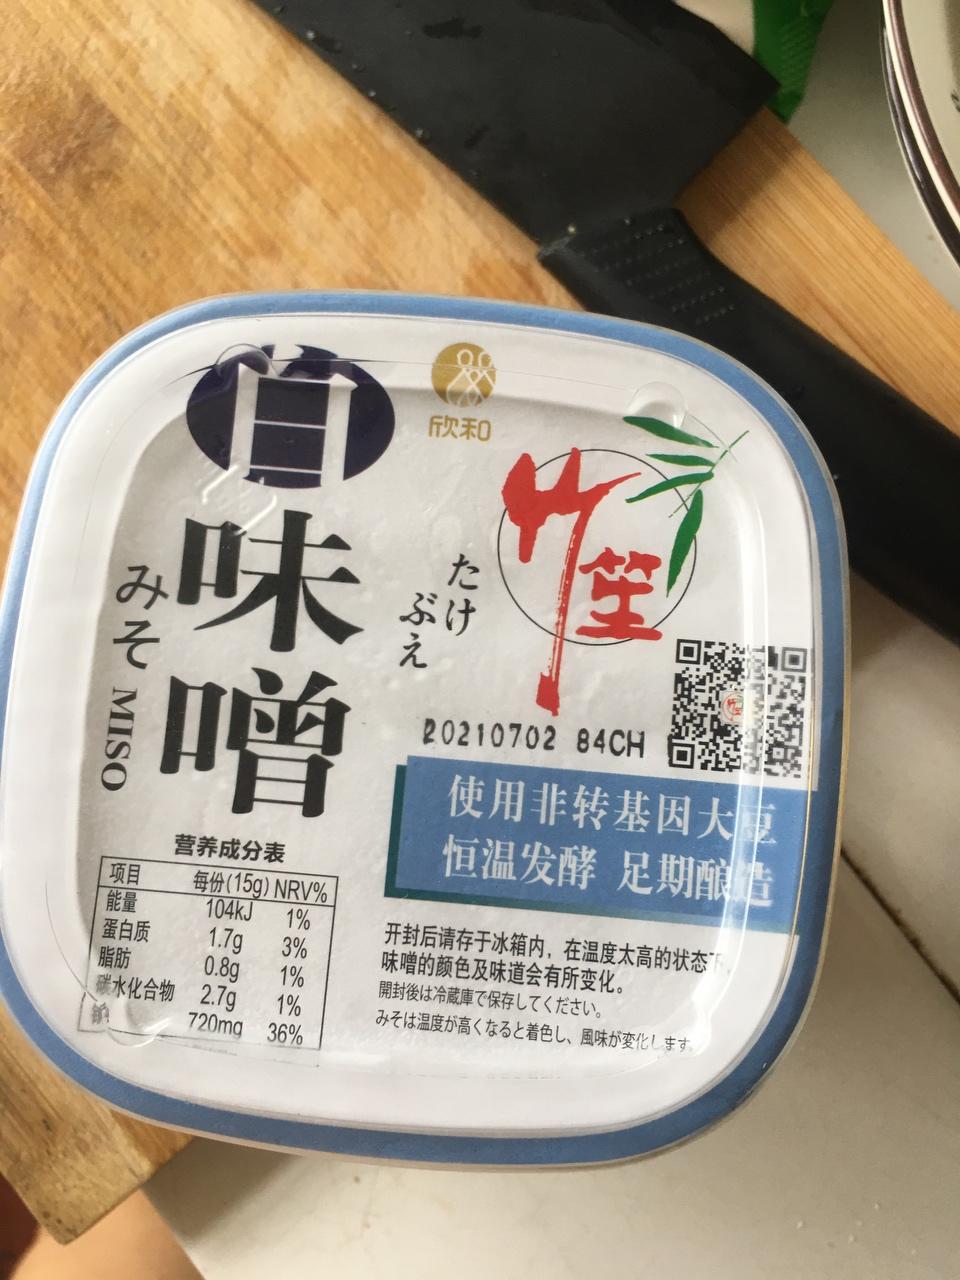 白味噌
みそ MISO
欣和
竹笙
たけ
ぶえ
20210702 84CH
使用非转基因大豆
恒温发酵 足期酿造
营养成分表
项目 每份(15g) NRV%
能量 104kJ 1%
蛋白质 1.7g 3%
脂肪 0.8g 1%
碳水化合物 2.7g 1%
钠 720mg 36%
开封后请存于冰箱内，在温度太高的状态下，
味噌的颜色及味道会有所变化。
開封後は冷蔵庫で保存してください。
みそは温度が高くなると着色し、風味が変化します。